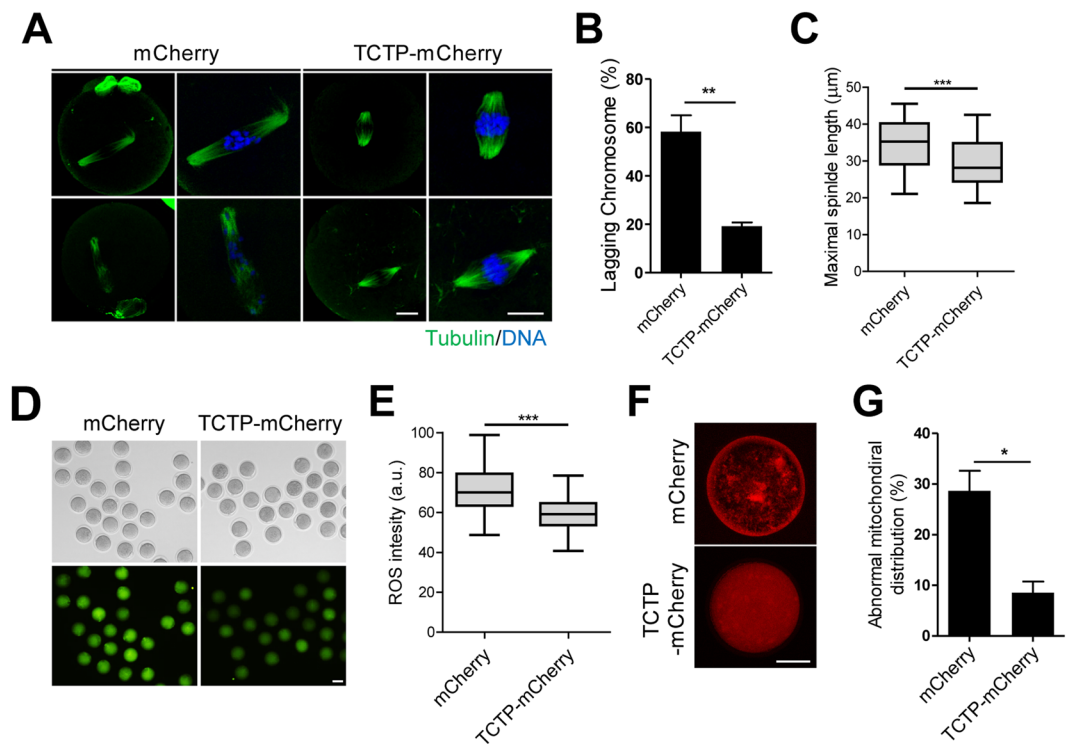 A
mCherry
TCTP-mCherry
Tubulin/DNA
B
Lagging Chromosome (%)
80
60
40
20
0
**
mCherry
TCTP-mCherry
C
Maximal spinlde length (μm)
50
40
30
20
10
0
***
mCherry
TCTP-mCherry
D
mCherry
TCTP-mCherry
E
ROS intesity (a.u.)
100
80
60
40
20
0
***
mCherry
TCTP-mCherry
F
mCherry
TCTP
-mCherry
G
Abnormal mitochondiral
distribution (%)
40
30
20
10
0
*
mCherry
TCTP-mCherry